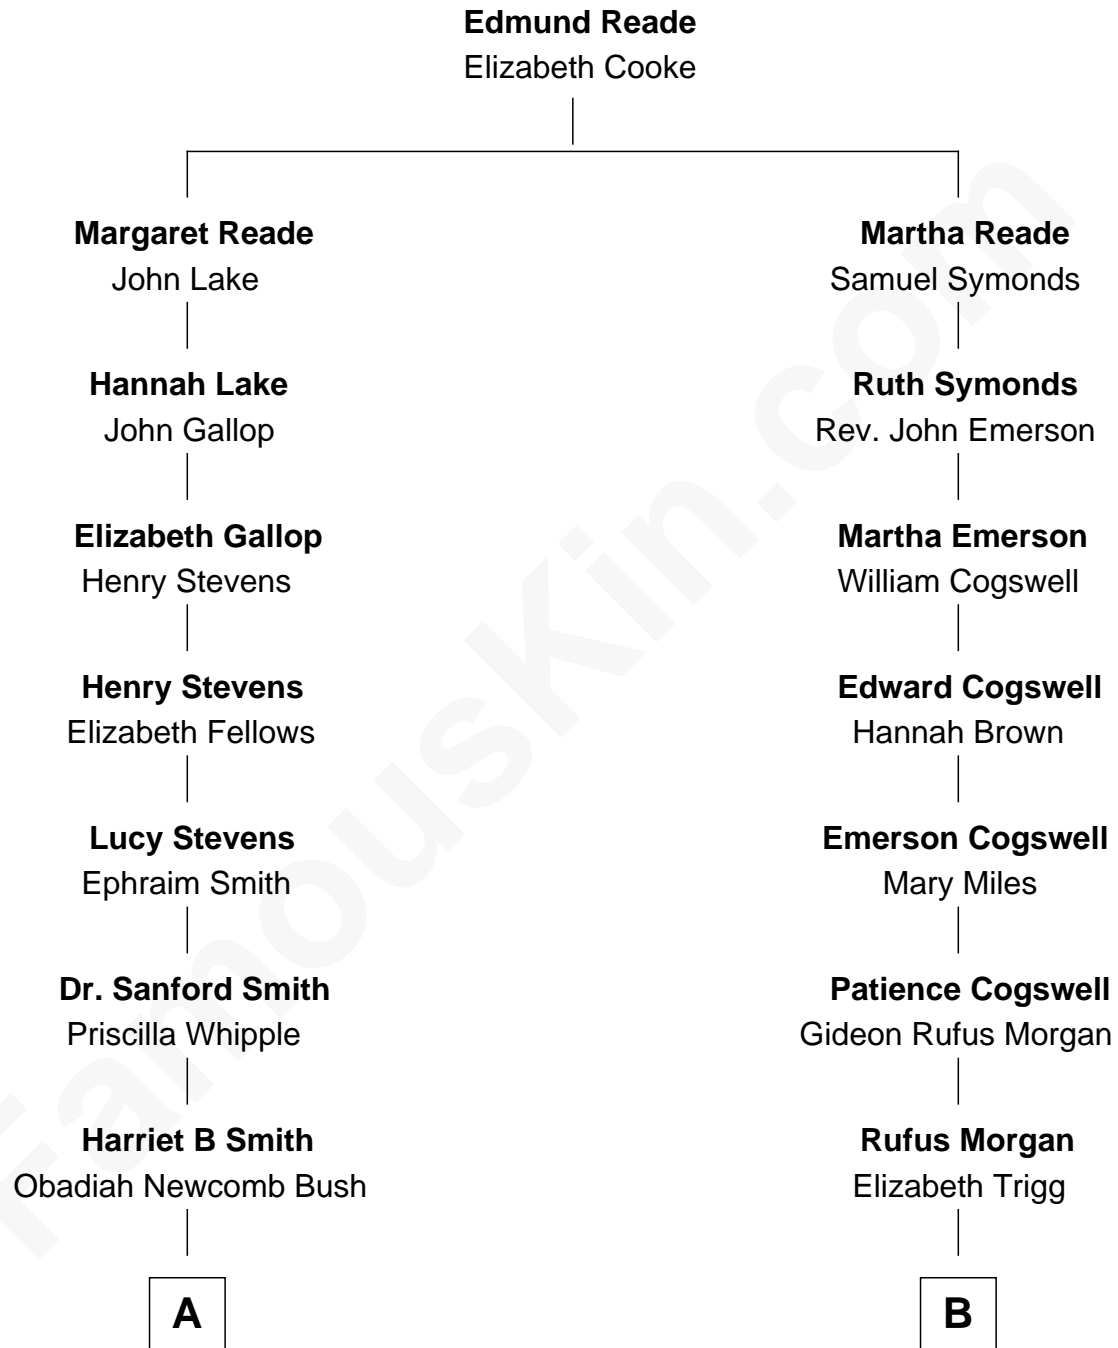 Edmund Reade
Elizabeth Cooke
Margaret Reade
John Lake
Hannah Lake
John Gallop
Elizabeth Gallop
Henry Stevens
Henry Stevens
Elizabeth Fellows
Lucy Stevens
Ephraim Smith
Dr. Sanford Smith
Priscilla Whipple
Harriet B Smith
Obadiah Newcomb Bush
A
Martha Reade
Samuel Symonds
Ruth Symonds
Rev. John Emerson
Martha Emerson
William Cogswell
Edward Cogswell
Hannah Brown
Emerson Cogswell
Mary Miles
Patience Cogswell
Gideon Rufus Morgan
Rufus Morgan
Elizabeth Trigg
B
FamousKin.com